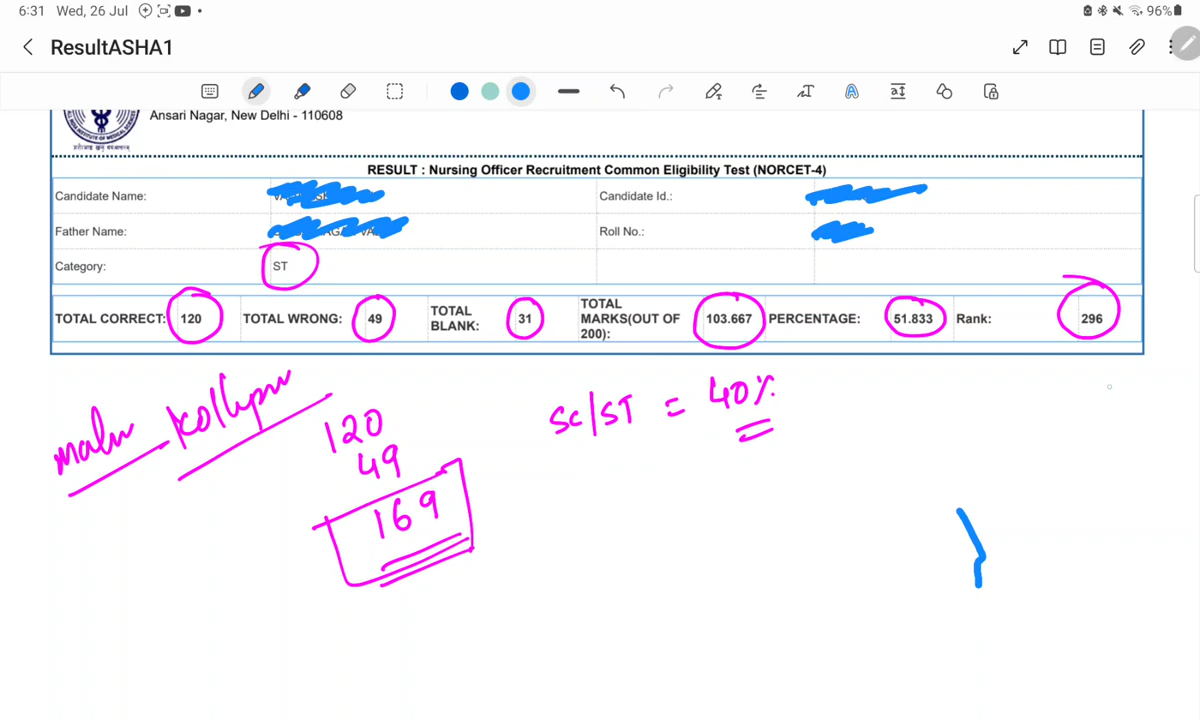 6:31 Wed, 26 Jul 96%
ResultASHA1
Ansari Nagar, New Delhi - 110608
RESULT : Nursing Officer Recruitment Common Eligibility Test (NORCET-4)
Candidate Name: Candidate Id.:
Father Name: Roll No.:
Category: ST
TOTAL CORRECT: 120 TOTAL WRONG: 49 TOTAL BLANK: 31 TOTAL MARKS(OUT OF 200): 103.667 PERCENTAGE: 51.833 Rank: 296
120
49
169
SC/ST = 40%